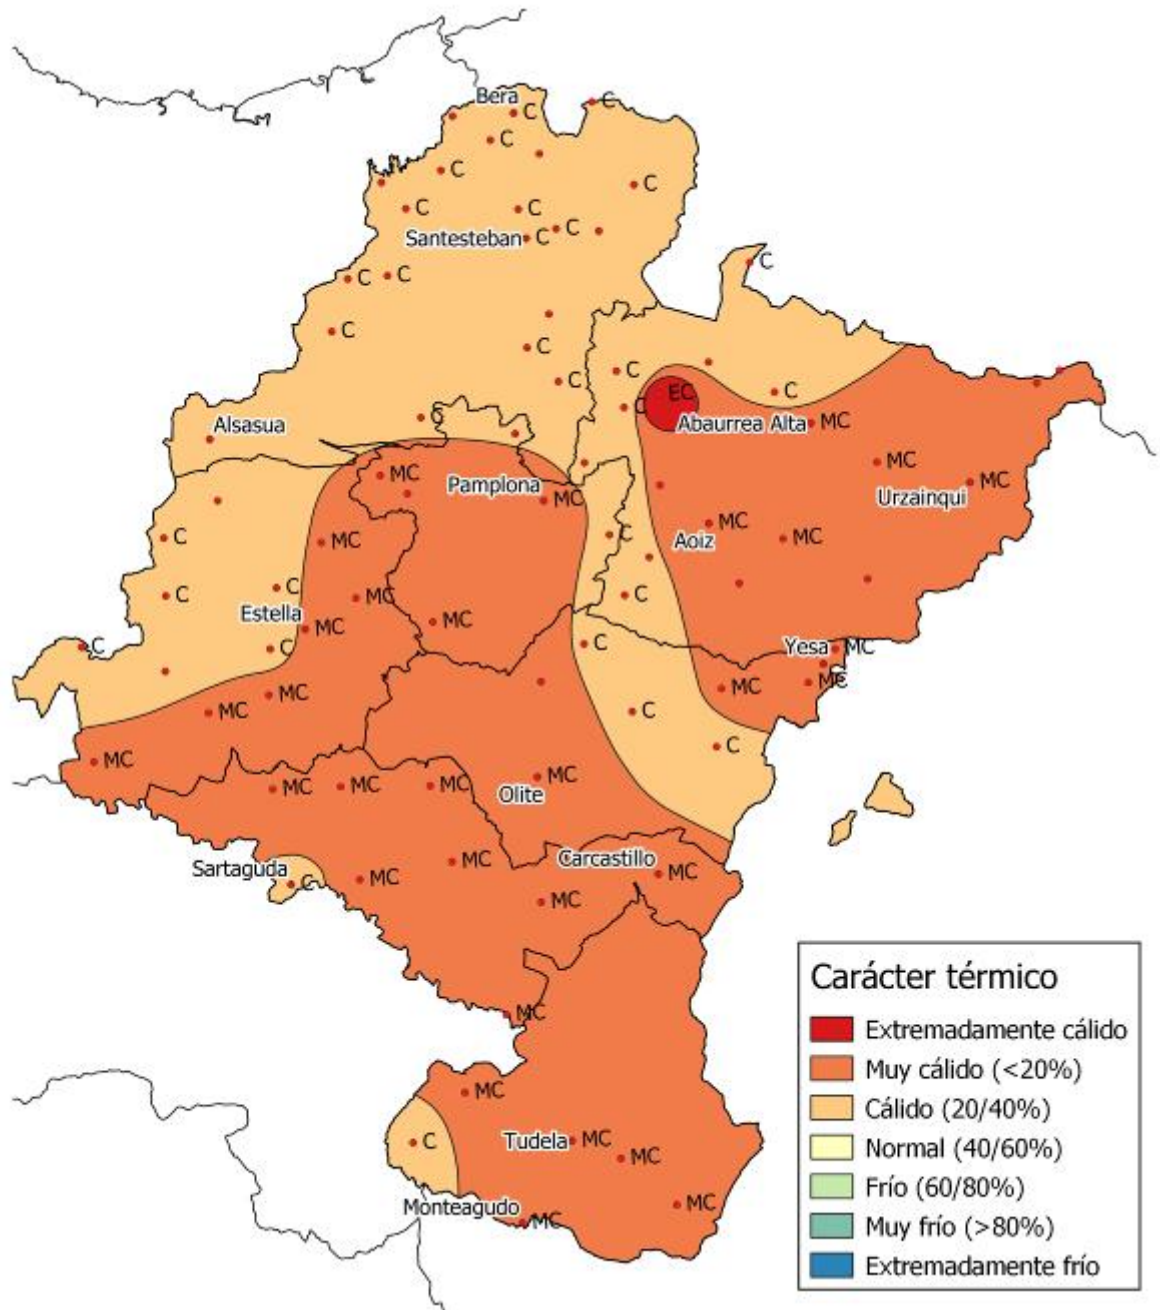 Bera
C
C
C
C
C
C
C
Santesteban
C
C
C
C
C
C
C
C
C
C
EC
C
C
Alsasua
Abaurrea Alta
MC
MC
MC
Pamplona
MC
MC
Urzainqui
MC
Aoiz
MC
C
C
MC
C
C
C
MC
Estella
MC
MC
C
C
C
Yesa
MC
MC
MC
MC
MC
C
C
MC
MC
MC
MC
MC
Olite
Sartaguda
C
MC
MC
Carcastillo
MC
MC
MC
MC
C
Tudela
MC
MC
MC
Monteagudo
MC
Carácter térmico
Extremadamente cálido
Muy cálido (<20%)
Cálido (20/40%)
Normal (40/60%)
Frío (60/80%)
Muy frío (>80%)
Extremadamente frío